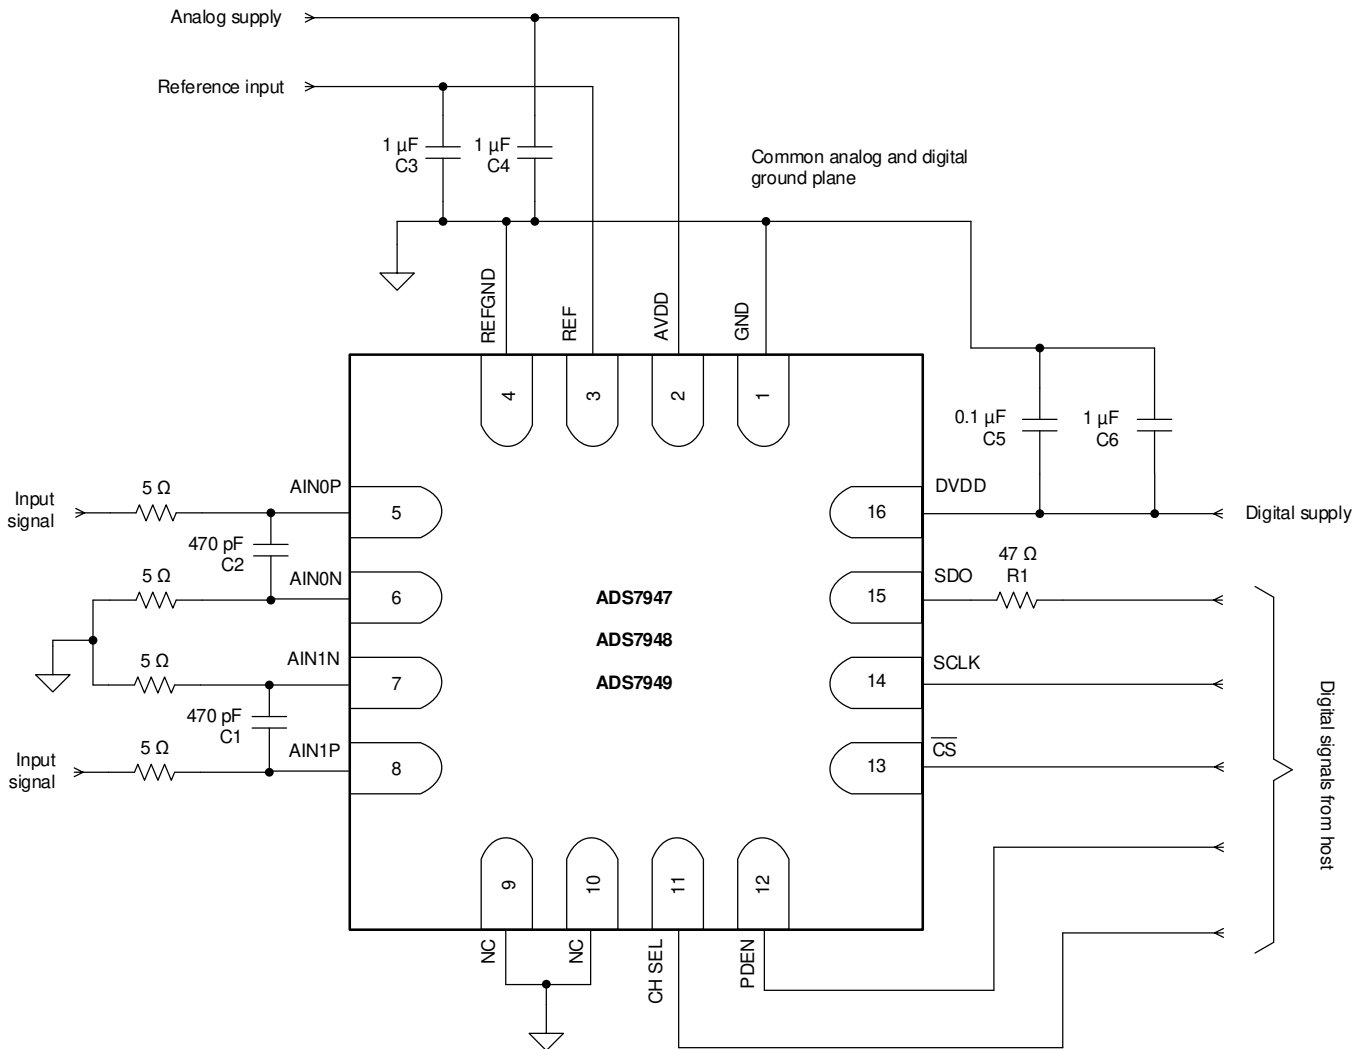 Analog supply
Reference input
1 µF
C3
1 µF
C4
Common analog and digital
ground plane
REFGND
REF
AVDD
GND
4
3
2
1
0.1 µF
C5
1 µF
C6
Input
signal
5 Ω
AIN0P
5
470 pF
C2
5 Ω
AIN0N
6
5 Ω
AIN1N
7
470 pF
C1
Input
signal
5 Ω
AIN1P
8
ADS7947
ADS7948
ADS7949
DVDD
16
Digital supply
47 Ω
R1
SDO
15
SCLK
14
CS
13
Digital signals from host
9
10
11
12
NC
NC
CH SEL
PDEN